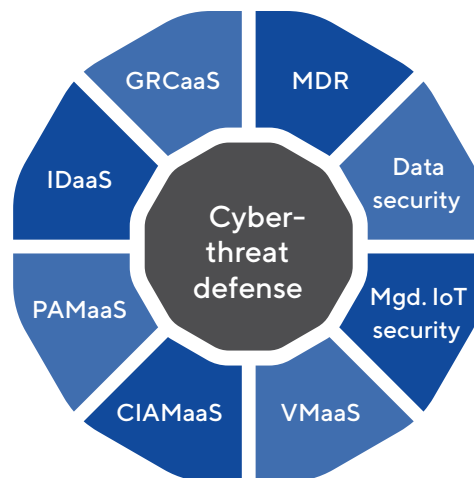 GRCaaS
MDR
IDaaS
Data
security
Cyber-
threat
defense
PAMaaS
Mgd. IoT
security
CIAMaaS
VMaaS